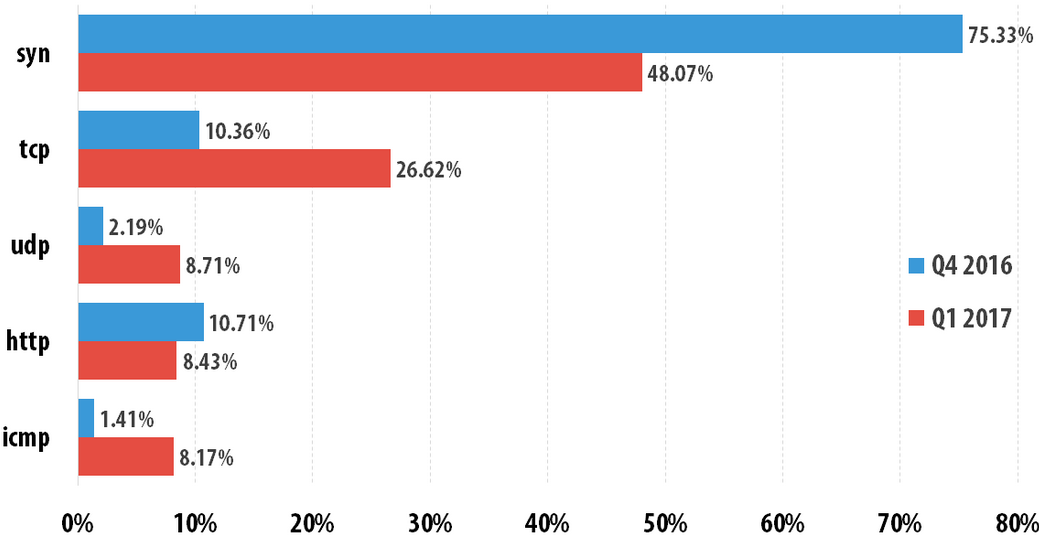 syn
75.33%
48.07%
tcp
10.36%
26.62%
udp
2.19%
8.71%
http
10.71%
8.43%
icmp
1.41%
8.17%
Q4 2016
Q1 2017
0% 10% 20% 30% 40% 50% 60% 70% 80%